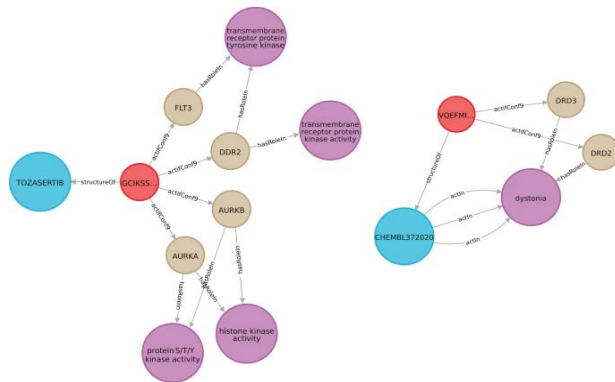 transmembrane
receptor protein
tyrosine kinase
hasRoleIn
hasRoleIn
FLT3
actifConf9
DDR2
hasRoleIn
transmembrane
receptor protein
kinase activity
actifConf9
TOZASERTIB
structureOf
GCIKSS...
actifConf9
AURKB
actifConf9
AURKA
hasRoleIn
hasRoleIn
hasRoleIn
hasRoleIn
protein S/T/Y
kinase activity
histone kinase
activity
VQEFMI...
actifConf9
DRD3
actifConf9
DRD2
structureOf
hasRoleIn
hasRoleIn
dystonia
CHEMBL372020
actIn
actIn
actIn